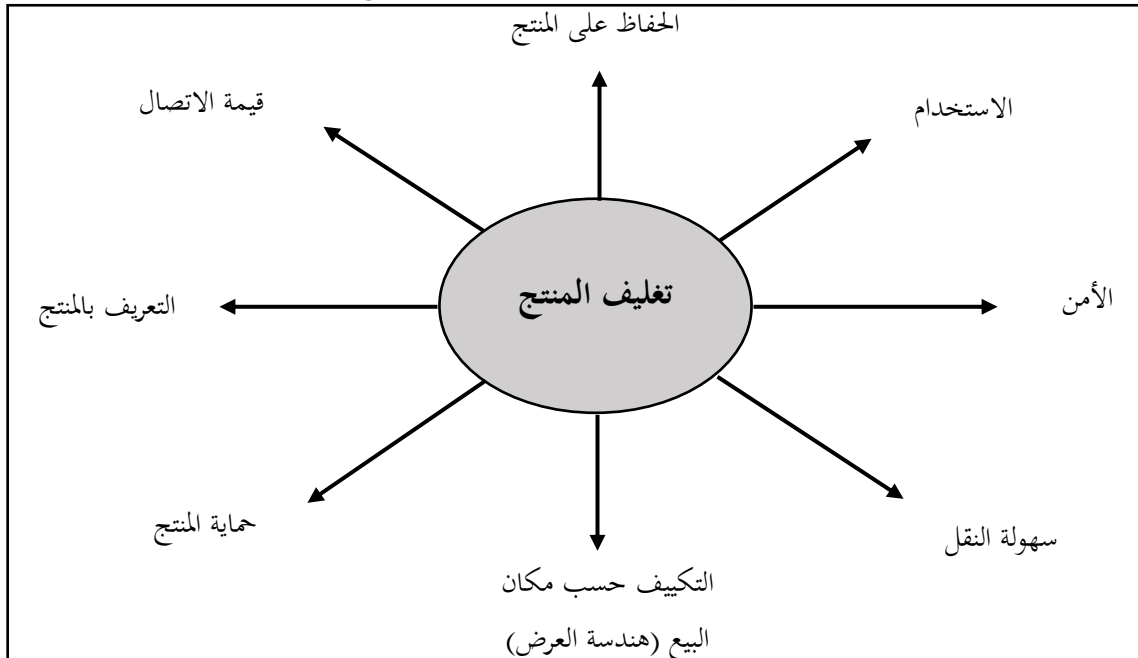 الحفاظ على المنتج
الاستخدام
قيمة الاتصال
تغليف المنتج
الأمن
التعريف بالمنتج
سهولة النقل
حماية المنتج
التكييف حسب مكان
البيع (هندسة العرض)